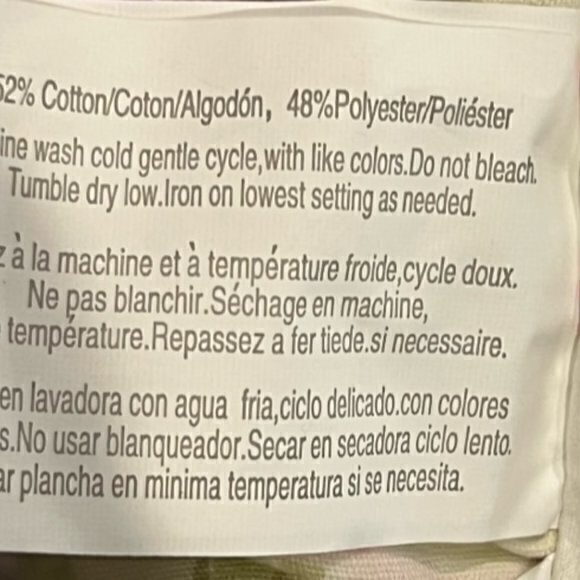 52% Cotton/Coton/Algodón, 48%Polyester/Poliéster
ine wash cold gentle cycle,with like colors.Do not bleach.
Tumble dry low.Iron on lowest setting as needed.
z à la machine et à température froide,cycle doux.
Ne pas blanchir.Séchage en machine,
température.Repassez a fer tiede.si necessaire.
en lavadora con agua fria,ciclo delicado.con colores
s.No usar blanqueador.Secar en secadora ciclo lento.
ar plancha en minima temperatura si se necesita.